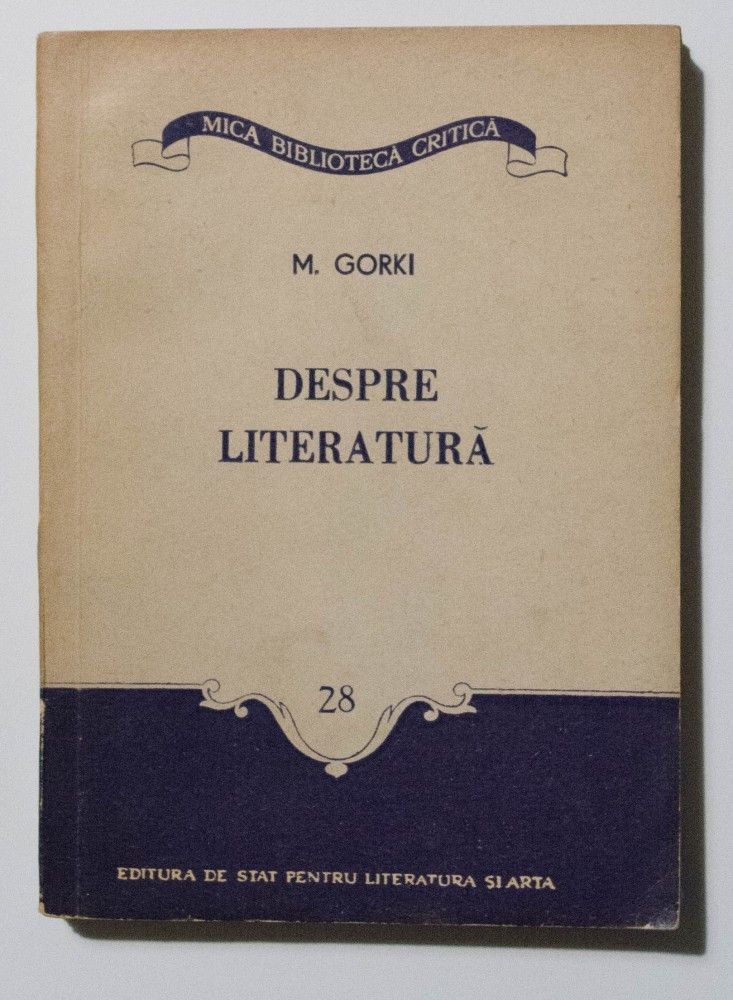 MICA BIBLIOTECĂ CRITICĂ
M. GORKI
DESPRE
LITERATURĂ
28
EDITURA DE STAT PENTRU LITERATURA ȘI ARTA